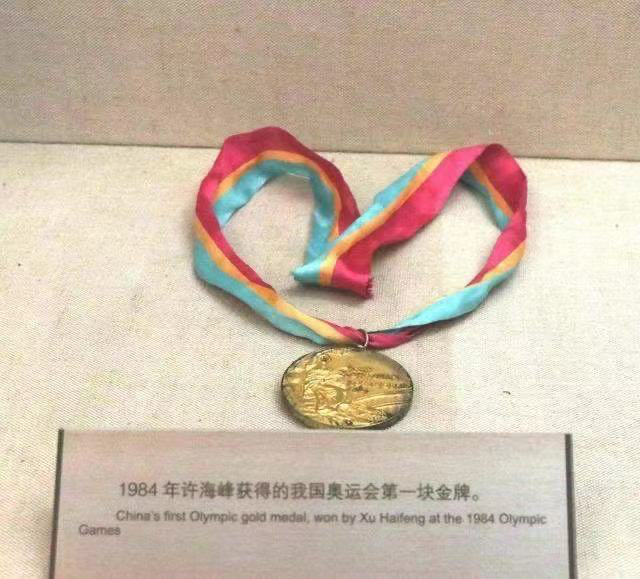 1984 年许海峰获得的我国奥运会第一块金牌。
China's first Olympic gold medal, won by Xu Haifeng at the 1984 Olympic
Games